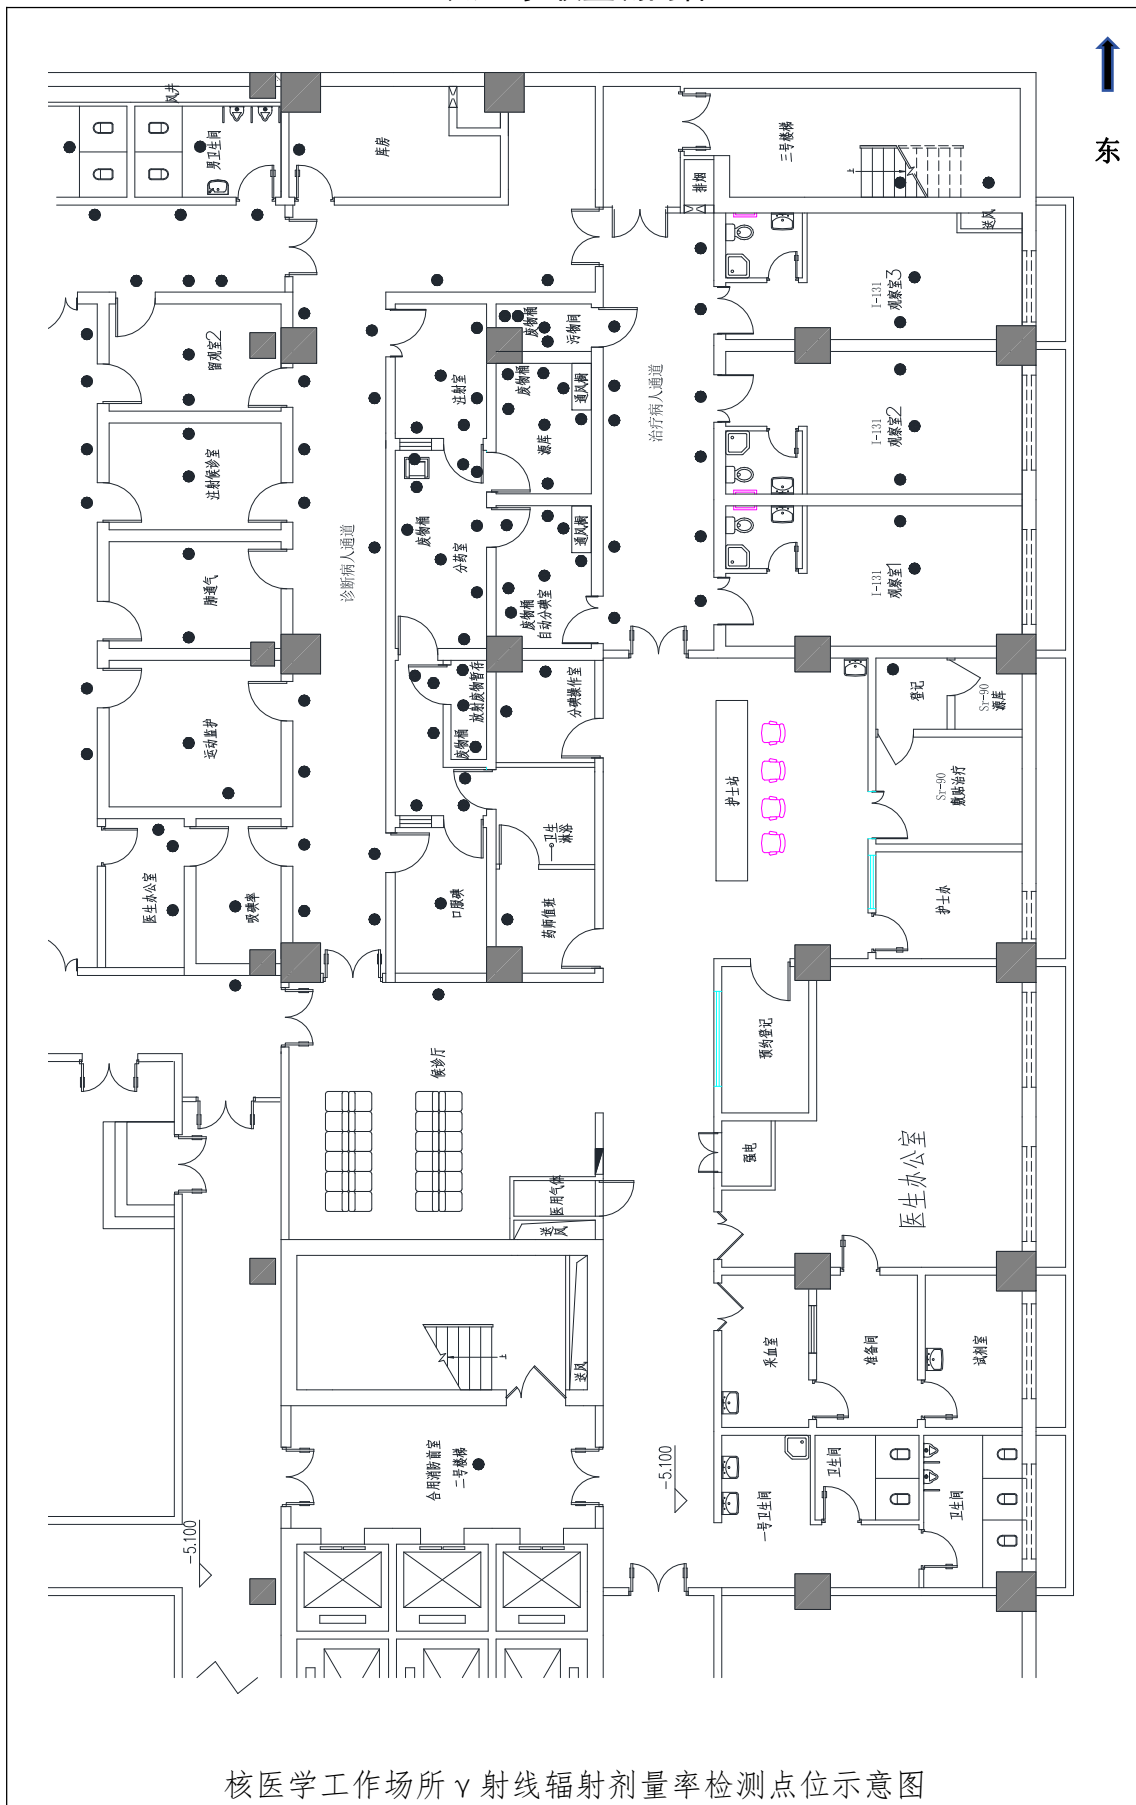 东
风井
男卫生间
库房
三号楼梯
上
排烟
送风
I-131
观察室3
留观室2
注射室
废物桶
污物间
废物桶
通风橱
源库
治疗病人通道
I-131
观察室2
注射候诊室
诊断病人通道
废物桶
分药室
通风橱
废物桶
自动分碘室
I-131
观察室1
肺通气
运动监护
放射废物暂存
废物桶
分碘操作室
登记
Sr-90
源库
护士站
Sr-90
敷贴治疗
卫生
淋浴
医生办公室
吸碘率
口服碘
药师值班
护士办
候诊厅
预约登记
强电
医生办公室
医用气体
送风
上
送风
采血室
准备间
试剂室
合用消防前室
二号楼梯
-5.100
-5.100
一号卫生间
卫生间
卫生间
核医学工作场所γ射线辐射剂量率检测点位示意图